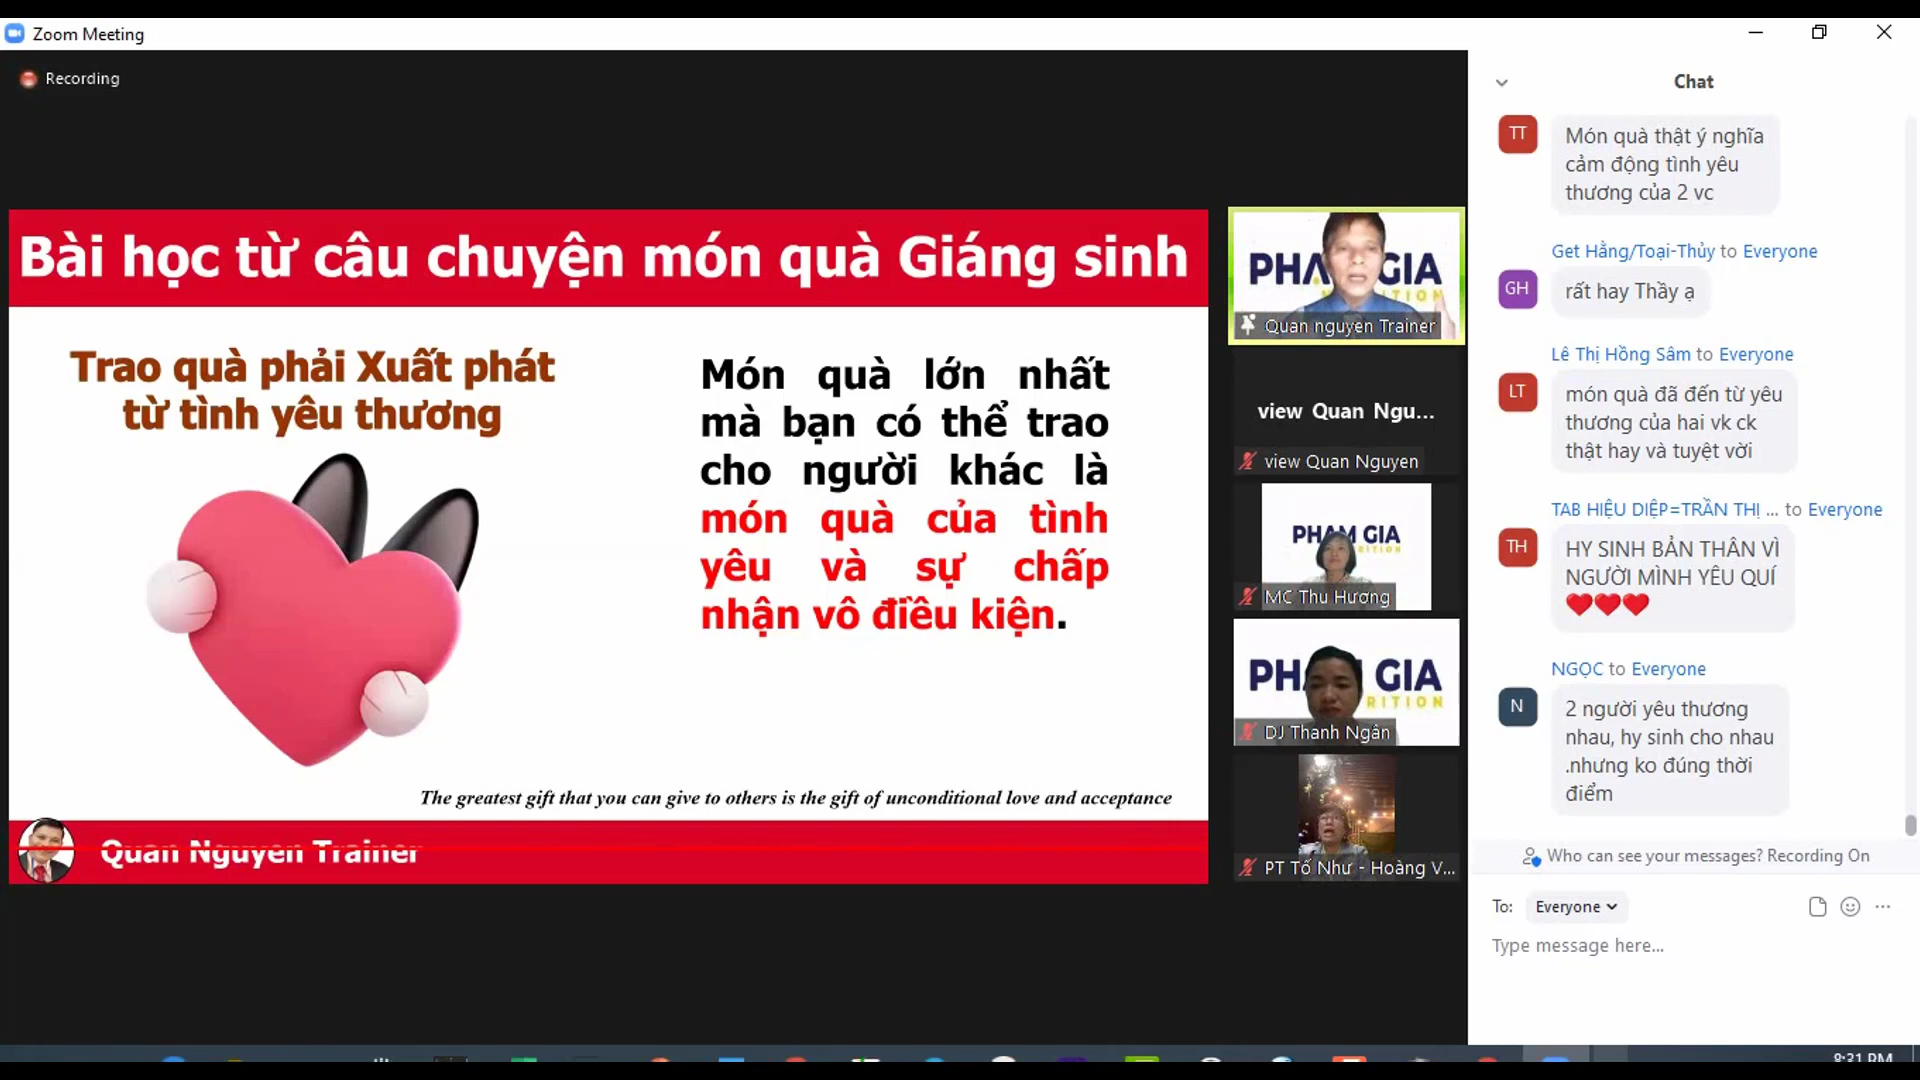 Zoom Meeting
Recording
Bài học từ câu chuyện món quà Giáng sinh
Trao quà phải Xuất phát
từ tình yêu thương
Món quà lớn nhất
mà bạn có thể trao
cho người khác là
món quà của tình
yêu và sự chấp
nhận vô điều kiện.
The greatest gift that you can give to others is the gift of unconditional love and acceptance
Quan Nguyen Trainer
Quan nguyen Trainer
view Quan Ngu...
view Quan Nguyen
PHAM GIA
MC Thu Hương
DJ Thanh Ngân
PT Tố Như - Hoàng V...
Chat
TT
Món quà thật ý nghĩa
cảm động tình yêu
thương của 2 vc
Get Hằng/Toại-Thủy to Everyone
GH
rất hay Thầy ạ
Lê Thị Hồng Sâm to Everyone
LT
món quà đã đến từ yêu
thương của hai vk ck
thật hay và tuyệt vời
TAB HIỆU DIỆP=TRẦN THỊ ... to Everyone
TH
HY SINH BẢN THÂN VÌ
NGƯỜI MÌNH YÊU QUÍ
❤❤❤
NGỌC to Everyone
N
2 người yêu thương
nhau, hy sinh cho nhau
.nhưng ko đúng thời
điểm
Who can see your messages? Recording On
To: Everyone
Type message here...
8:31 PM